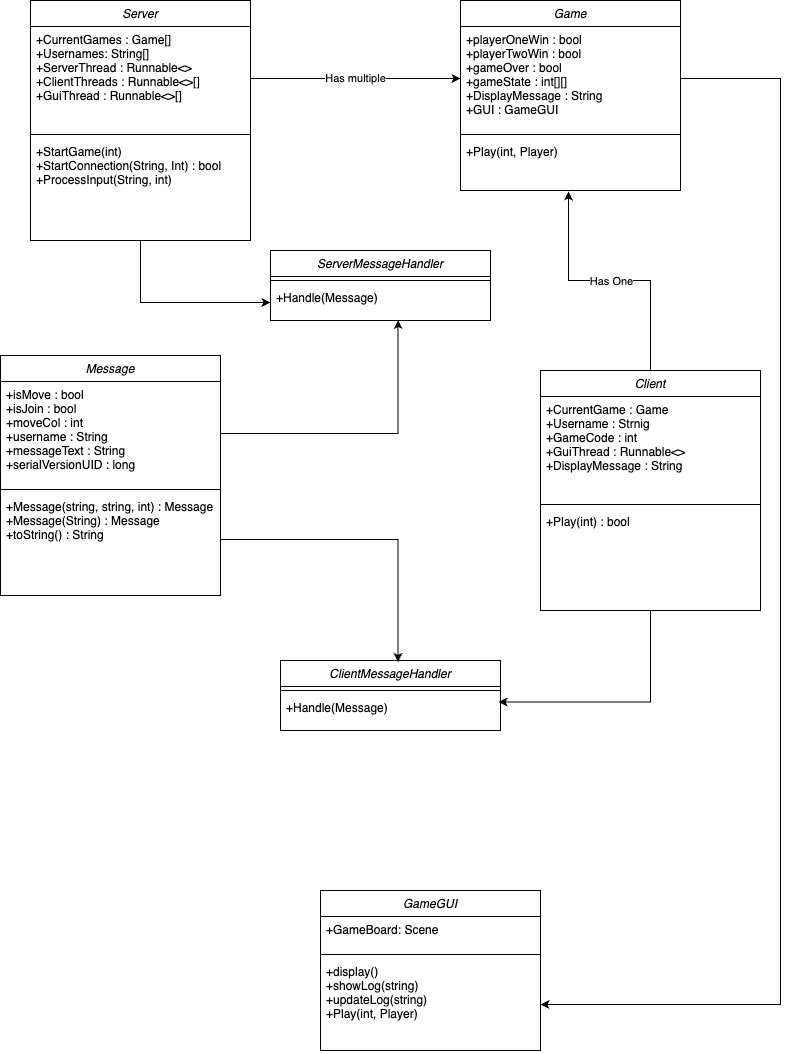 Server
+CurrentGames : Game[]
+Usernames: String[]
+ServerThread : Runnable<>
+ClientThreads : Runnable<>[]
+GuiThread : Runnable<>[]
+StartGame(int)
+StartConnection(String, Int) : bool
+ProcessInput(String, int)
Has multiple
Game
+playerOneWin : bool
+playerTwoWin : bool
+gameOver : bool
+gameState : int[][]
+DisplayMessage : String
+GUI : GameGUI
+Play(int, Player)
ServerMessageHandler
+Handle(Message)
Has One
Message
+isMove : bool
+isJoin : bool
+moveCol : int
+username : String
+messageText : String
+serialVersionUID : long
+Message(string, string, int) : Message
+Message(String) : Message
+toString() : String
Client
+CurrentGame : Game
+Username : Strnig
+GameCode : int
+GuiThread : Runnable<>
+DisplayMessage : String
+Play(int) : bool
ClientMessageHandler
+Handle(Message)
GameGUI
+GameBoard: Scene
+display()
+showLog(string)
+updateLog(string)
+Play(int, Player)